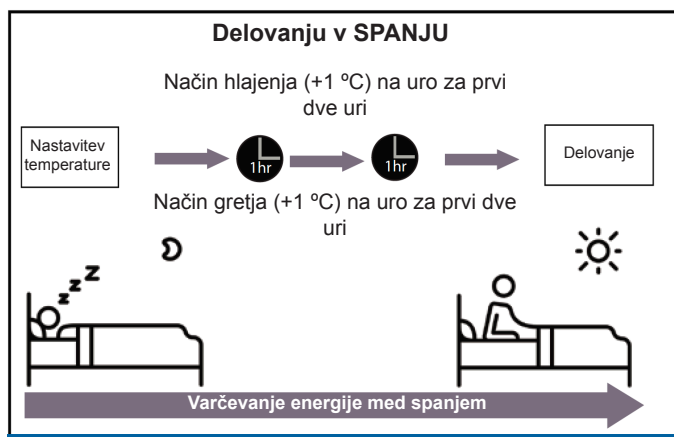 Delovanju v SPANJU
Način hlajenja (+1 ºC) na uro za prvi
dve uri
Nastavitev
temperature
1hr
1hr
Delovanje
Način gretja (+1 ºC) na uro za prvi dve
uri
z z Z Z
Varčevanje energije med spanjem